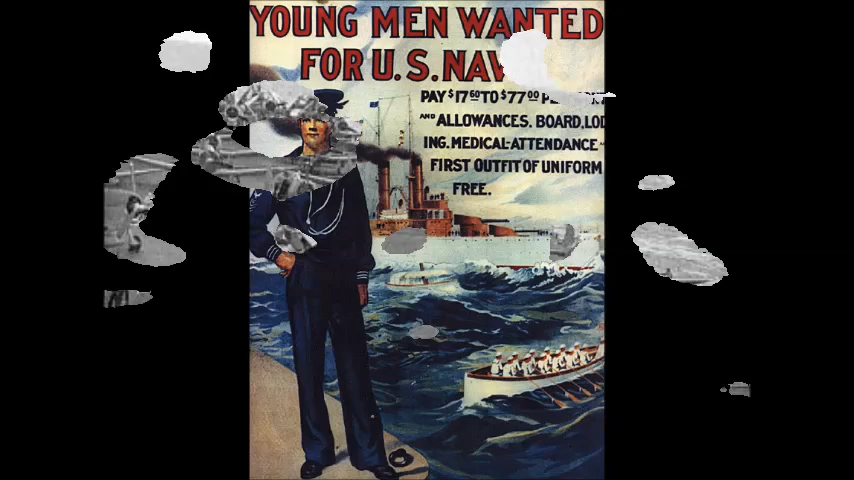 YOUNG MEN WANTED
FOR U.S.
PAY $17 60 TO $77 00
AND ALLOWANCES. BOARD, LOD
ING. MEDICAL-ATTENDANCE
FIRST OUTFIT OF UNIFORM
FREE.